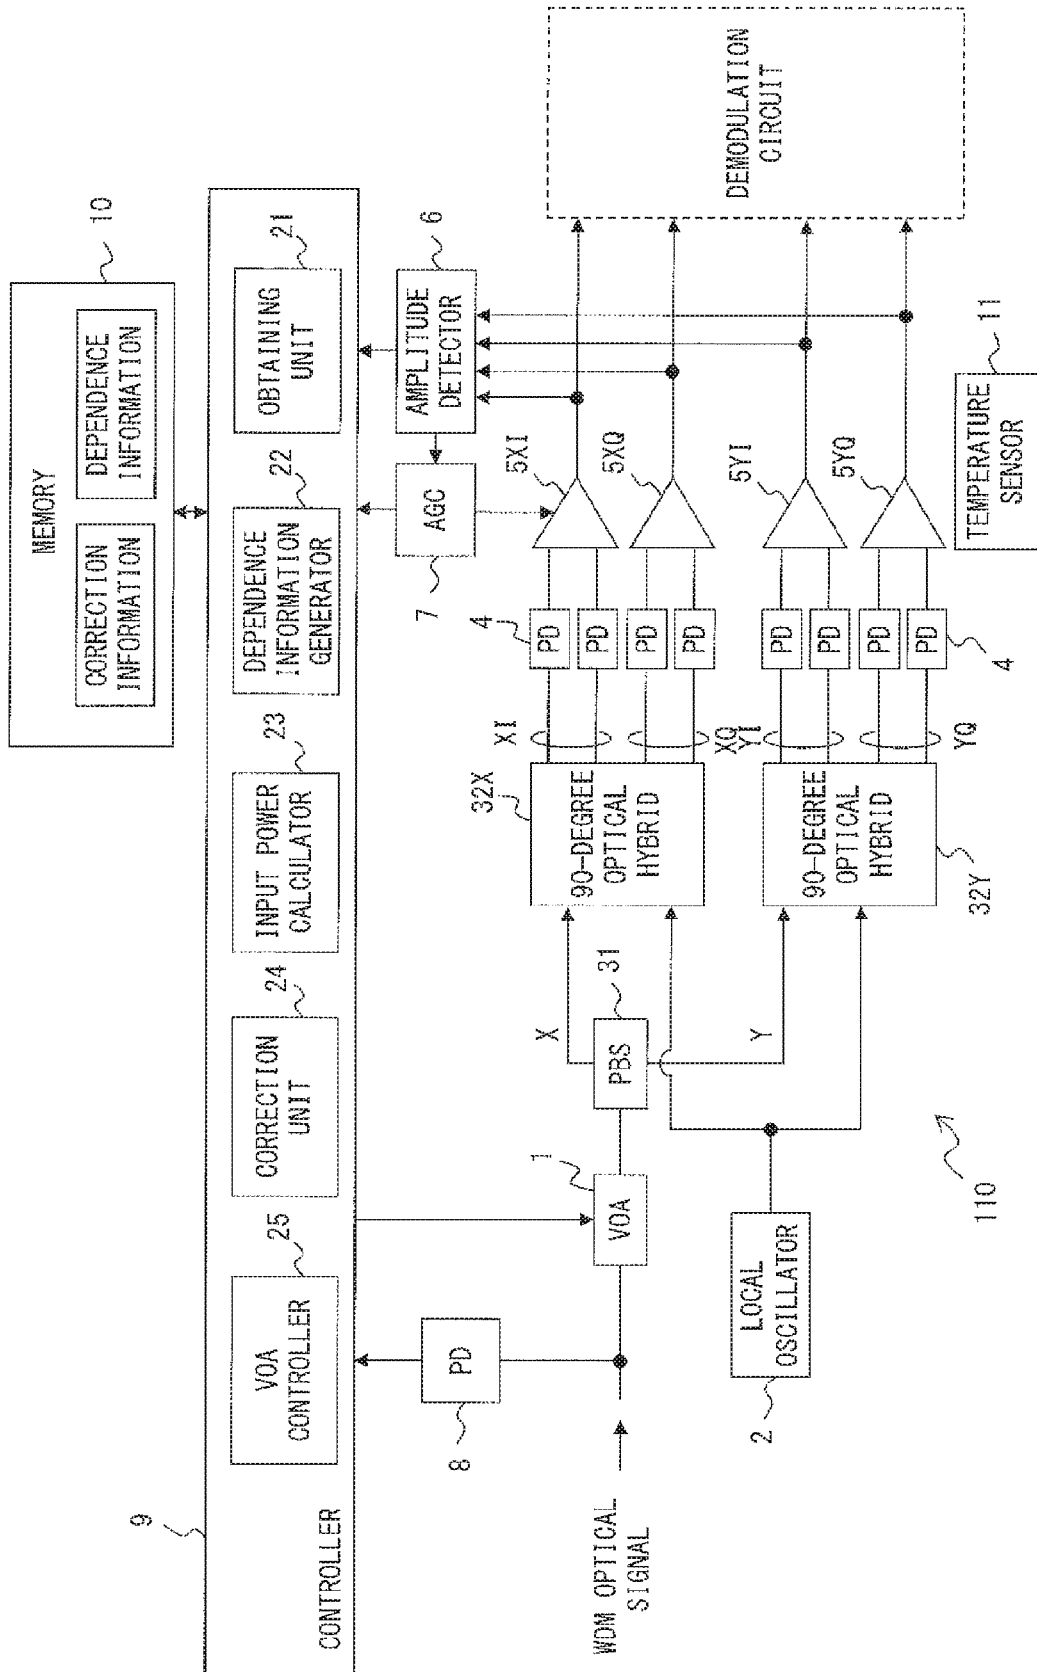 MEMORY
10
CORRECTION
INFORMATION
DEPENDENCE
INFORMATION
9
CONTROLLER
VOA
CONTROLLER
25
CORRECTION
UNIT
24
INPUT POWER
CALCULATOR
23
DEPENDENCE
INFORMATION
GENERATOR
22
OBTAINING
UNIT
21
PD
8
AGC
7
AMPLITUDE
DETECTOR
6
WDM OPTICAL
SIGNAL
VOA
1
PBS
31
X
Y
LOCAL
OSCILLATOR
2
90-DEGREE
OPTICAL
HYBRID
32X
90-DEGREE
OPTICAL
HYBRID
32Y
XI
XQ
YI
YQ
4
PD
PD
PD
PD
PD
PD
PD
PD
4
5XI
5XQ
5YI
5YQ
DEMODULATION
CIRCUIT
TEMPERATURE
SENSOR
11
110